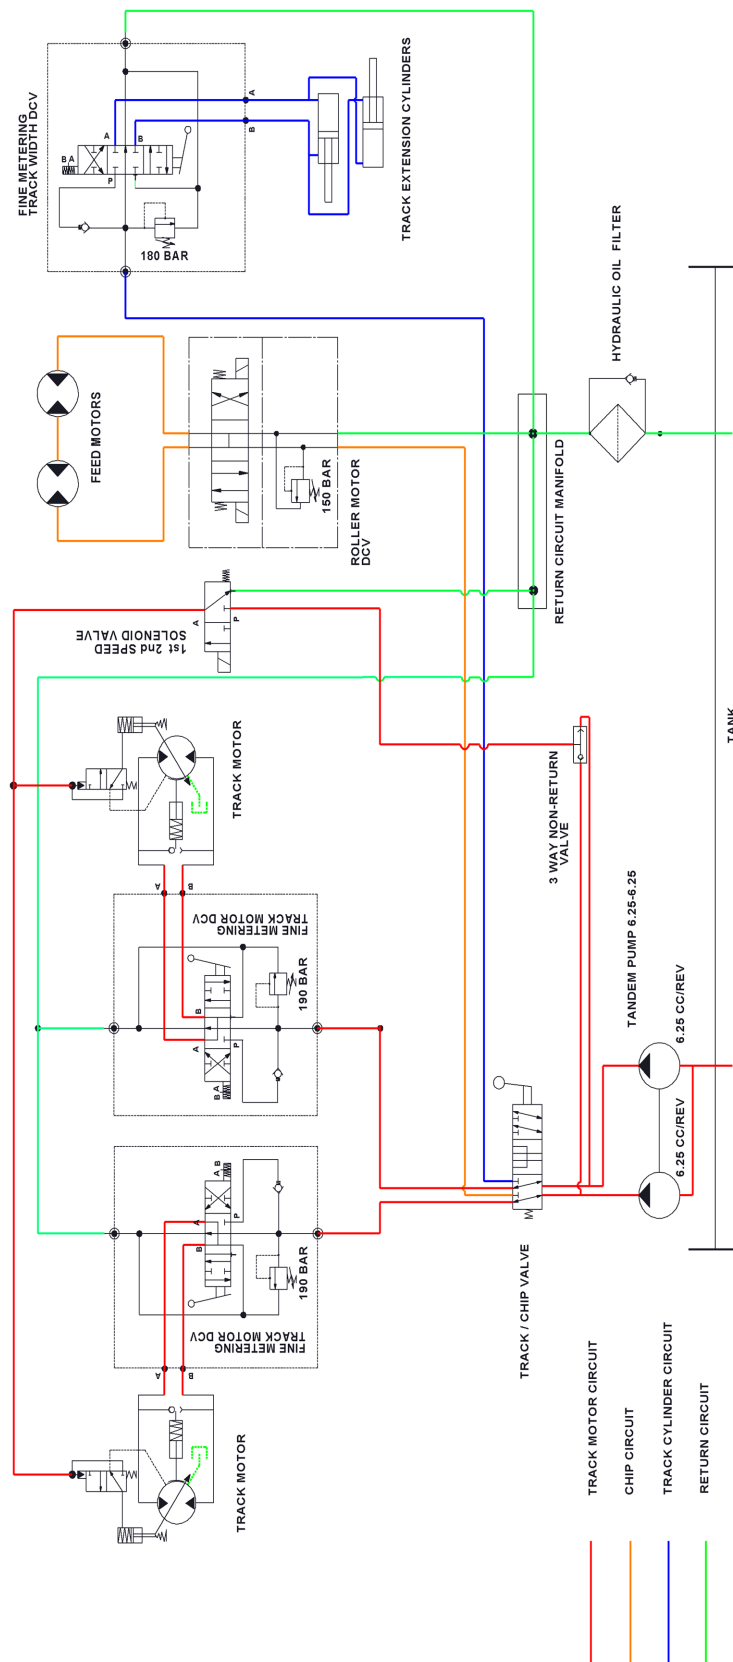 FINE METERING
TRACK WIDTH DCV
A
B
B A
P
A
B
180 BAR
TRACK EXTENSION CYLINDERS
HYDRAULIC OIL FILTER
FEED MOTORS
150 BAR
ROLLER MOTOR
DCV
RETURN CIRCUIT MANIFOLD
A
P
1st 2nd SPEED
SOLENOID VALVE
TRACK MOTOR
3 WAY NON-RETURN
VALVE
TANK
A
B
FINE METERING
TRACK MOTOR DCV
B
A
P
B A
190 BAR
TANDEM PUMP 6.25-6.25
6.25 CC/REV
6.25 CC/REV
A B
A
P
B
190 BAR
FINE METERING
TRACK MOTOR DCV
A
B
TRACK / CHIP VALVE
TRACK MOTOR
TRACK MOTOR CIRCUIT
CHIP CIRCUIT
TRACK CYLINDER CIRCUIT
RETURN CIRCUIT